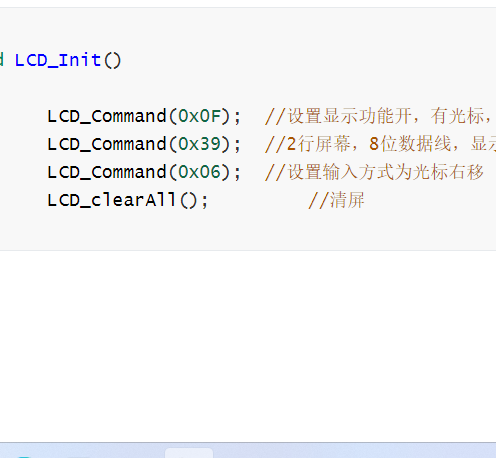 LCD_Init()
LCD_Command(0x0F); //设置显示功能开，有光标，
LCD_Command(0x39); //2行屏幕，8位数据线，显
LCD_Command(0x06); //设置输入方式为光标右移
LCD_clearAll(); //清屏